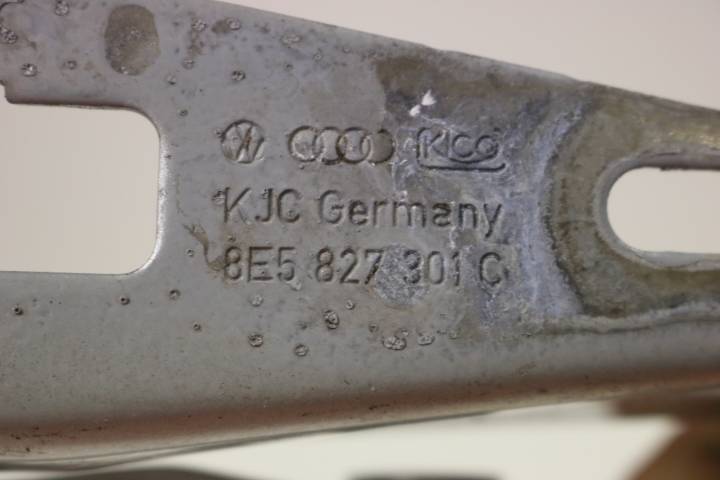 KICO
KJC Germany
8E5 827 301 C